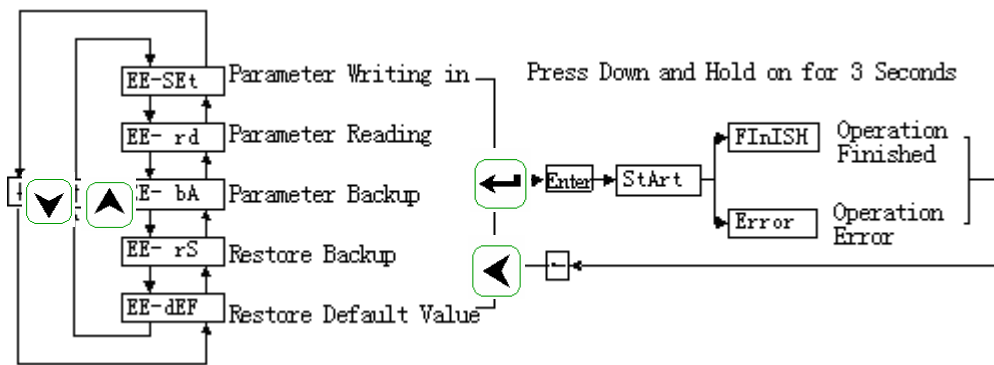 EE-SEt Parameter Writing in
Press Down and Hold on for 3 Seconds
EE- rd Parameter Reading
FInISH Operation
Finished
Enter StArt
E- bA Parameter Backup
Error Operation
Error
EE- rS Restore Backup
EE-dEF Restore Default Value